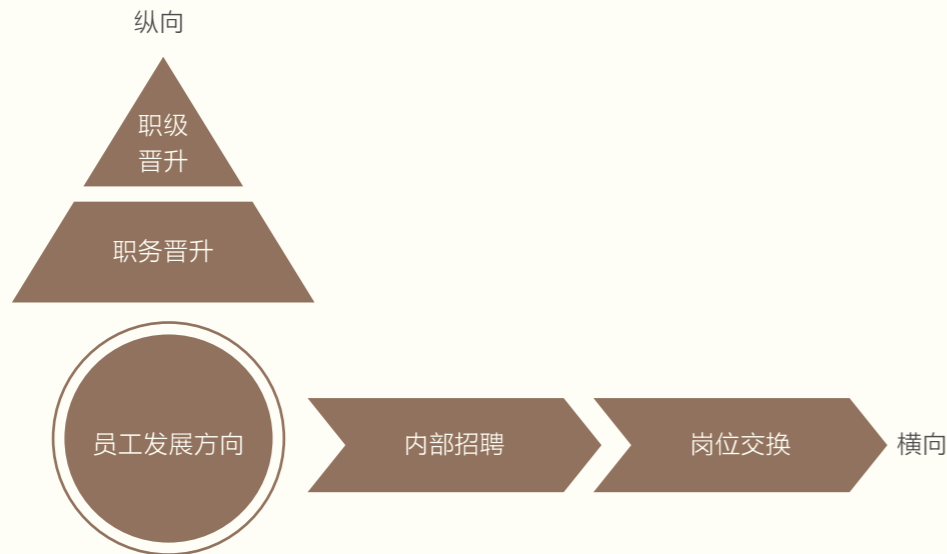 纵向
职级
晋升
职务晋升
员工发展方向
内部招聘
岗位交换
横向